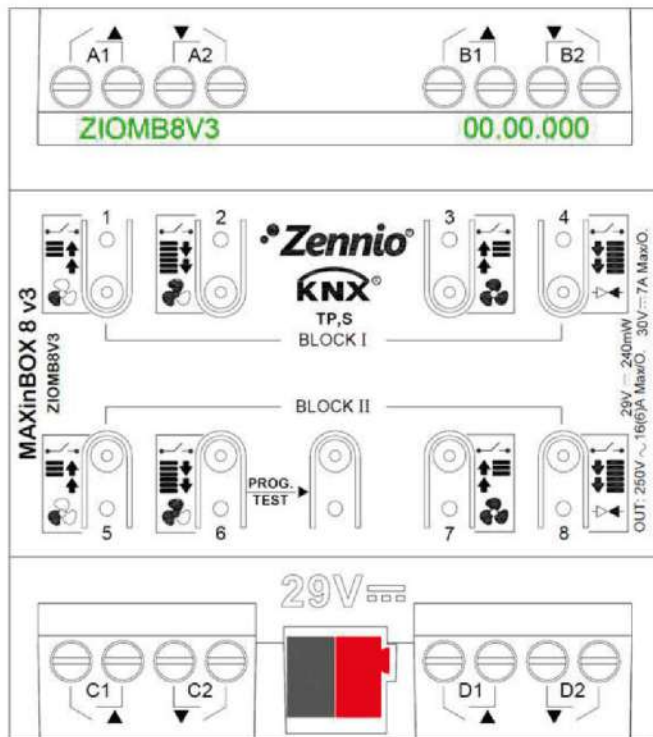 A1 A2 B1 B2
ZIOMB8V3 00.00.000
1 2 3 4
Zennio®
KNX®
TP,S
BLOCK I
MAXinBOX 8 v3
ZIOMB8V3
29V ⎓ 240mW
OUT: 250V ~ 16(6)A Max/O. 30V ⎓ 7A Max/O.
BLOCK II
PROG.
TEST
5 6 7 8
29V ⎓
C1 C2 D1 D2